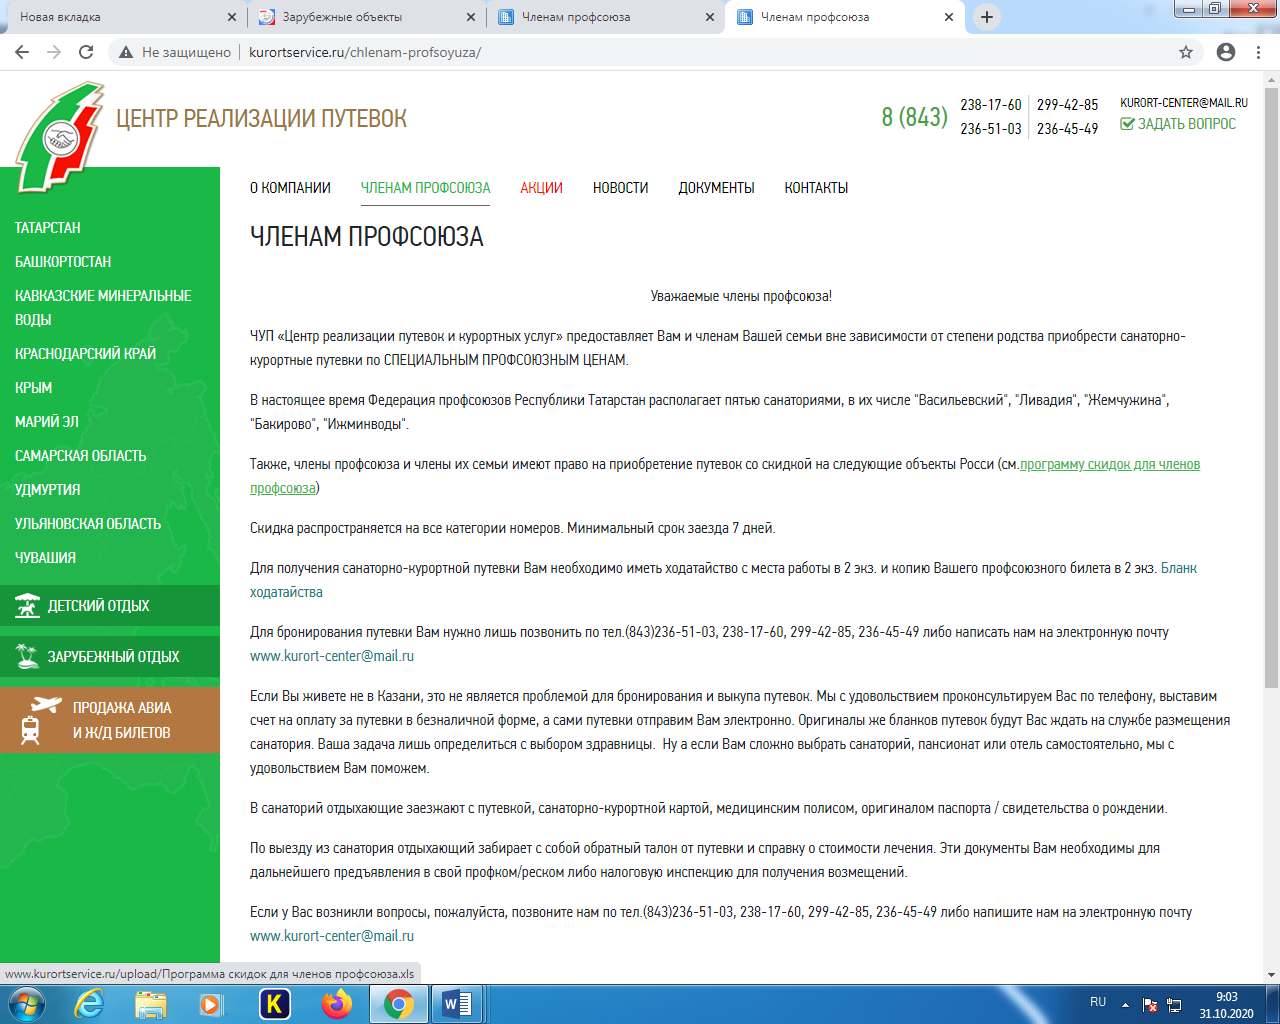 Новая вкладка
Зарубежные объекты
Членам профсоюза
Членам профсоюза
Не защищено
kurortservice.ru/chlenam-profsoyuza/
ЦЕНТР РЕАЛИЗАЦИИ ПУТЕВОК
8 (843)
238-17-60
299-42-85
236-51-03
236-45-49
KURORT-CENTER@MAIL.RU
ЗАДАТЬ ВОПРОС
О КОМПАНИИ
ЧЛЕНАМ ПРОФСОЮЗА
АКЦИИ
НОВОСТИ
ДОКУМЕНТЫ
КОНТАКТЫ
ТАТАРСТАН
БАШКОРТОСТАН
КАВКАЗСКИЕ МИНЕРАЛЬНЫЕ
ВОДЫ
КРАСНОДАРСКИЙ КРАЙ
КРЫМ
МАРИЙ ЭЛ
САМАРСКАЯ ОБЛАСТЬ
УДМУРТИЯ
УЛЬЯНОВСКАЯ ОБЛАСТЬ
ЧУВАШИЯ
ДЕТСКИЙ ОТДЫХ
ЗАРУБЕЖНЫЙ ОТДЫХ
ПРОДАЖА АВИА
И Ж/Д БИЛЕТОВ
ЧЛЕНАМ ПРОФСОЮЗА
Уважаемые члены профсоюза!
ЧУП «Центр реализации путевок и курортных услуг» предоставляет Вам и членам Вашей семьи вне зависимости от степени родства приобрести санаторно-
курортные путевки по СПЕЦИАЛЬНЫМ ПРОФСОЮЗНЫМ ЦЕНАМ.
В настоящее время Федерация профсоюзов Республики Татарстан располагает пятью санаториями, в их числе "Васильевский", "Ливадия", "Жемчужина",
"Бакирово", "Ижминводы".
Также, члены профсоюза и члены их семьи имеют право на приобретение путевок со скидкой на следующие объекты Росси (см.программу скидок для членов
профсоюза)
Скидка распространяется на все категории номеров. Минимальный срок заезда 7 дней.
Для получения санаторно-курортной путевки Вам необходимо иметь ходатайство с места работы в 2 экз. и копию Вашего профсоюзного билета в 2 экз. Бланк
ходатайства
Для бронирования путевки Вам нужно лишь позвонить по тел.(843)236-51-03, 238-17-60, 299-42-85, 236-45-49 либо написать нам на электронную почту
www.kurort-center@mail.ru
Если Вы живете не в Казани, это не является проблемой для бронирования и выкупа путевок. Мы с удовольствием проконсультируем Вас по телефону, выставим
счет на оплату за путевки в безналичной форме, а сами путевки отправим Вам электронно. Оригиналы же бланков путевок будут Вас ждать на службе размещения
санатория. Ваша задача лишь определиться с выбором здравницы.  Ну а если Вам сложно выбрать санаторий, пансионат или отель самостоятельно, мы с
удовольствием Вам поможем.
В санаторий отдыхающие заезжают с путевкой, санаторно-курортной картой, медицинским полисом, оригиналом паспорта / свидетельства о рождении.
По выезду из санатория отдыхающий забирает с собой обратный талон от путевки и справку о стоимости лечения. Эти документы Вам необходимы для
дальнейшего предъявления в свой профком/реском либо налоговую инспекцию для получения возмещений.
Если у Вас возникли вопросы, пожалуйста, позвоните нам по тел.(843)236-51-03, 238-17-60, 299-42-85, 236-45-49 либо напишите нам на электронную почту
www.kurort-center@mail.ru
www.kurortservice.ru/upload/Программа скидок для членов профсоюза.xls
RU
9:03
31.10.2020